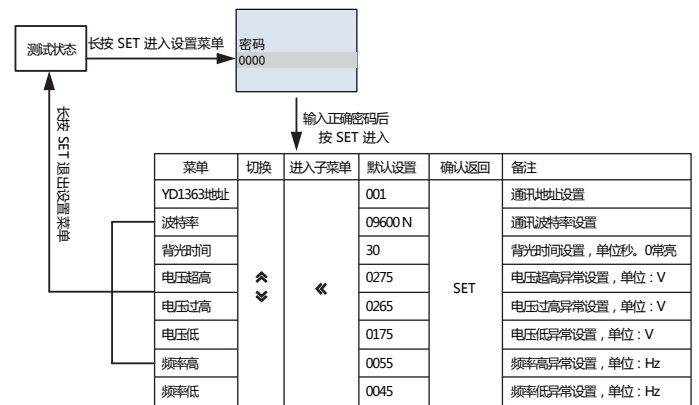 测试状态
长按 SET 进入设置菜单
密码
0000
输入正确密码后
按 SET 进入
长按 SET 退出设置菜单
菜单 切换 进入子菜单 默认设置 确认返回 备注
YD1363地址 001 通讯地址设置
波特率 09600 N 通讯波特率设置
背光时间 30 背光时间设置，单位秒。0常亮
电压超高 0275 电压超高异常设置，单位：V
SET
电压过高 0265 电压过高异常设置，单位：V
电压低 0175 电压低异常设置，单位：V
频率高 0055 频率高异常设置，单位：Hz
频率低 0045 频率低异常设置，单位：Hz